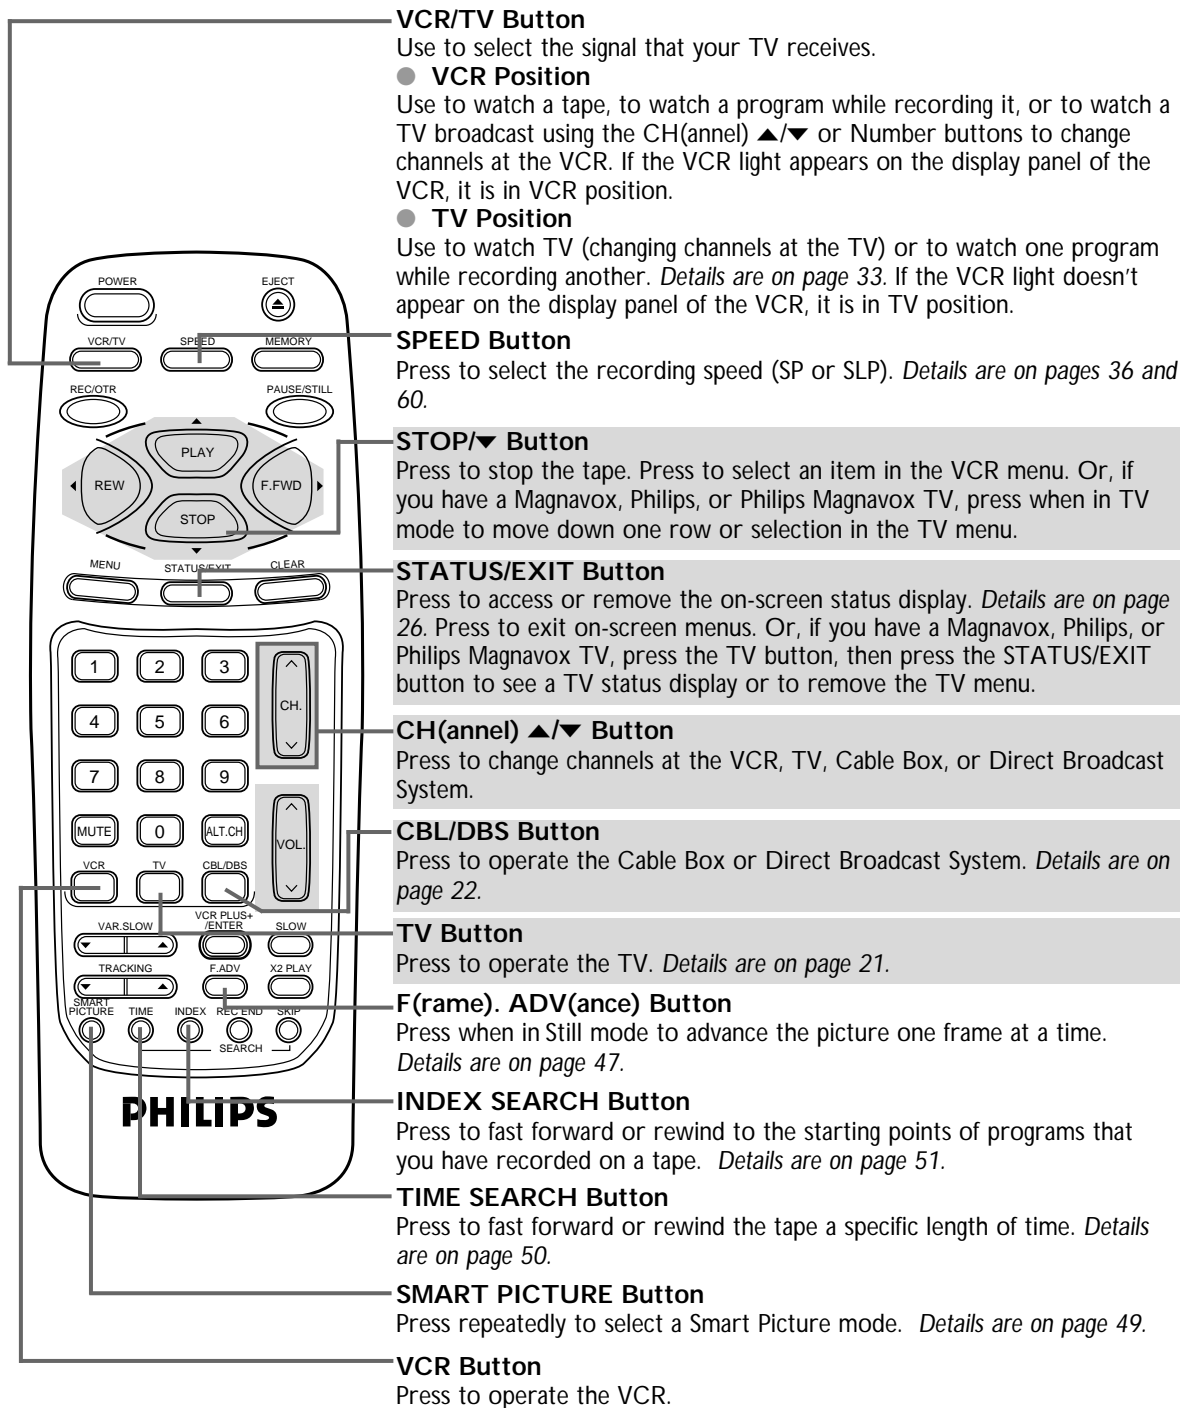 VCR/TV Button
Use to select the signal that your TV receives.
● VCR Position
Use to watch a tape, to watch a program while recording it, or to watch a
TV broadcast using the CH(annel) ▲/▼ or Number buttons to change
channels at the VCR. If the VCR light appears on the display panel of the
VCR, it is in VCR position.
● TV Position
Use to watch TV (changing channels at the TV) or to watch one program
while recording another. Details are on page 33. If the VCR light doesn't
appear on the display panel of the VCR, it is in TV position.
SPEED Button
Press to select the recording speed (SP or SLP). Details are on pages 36 and
60.
STOP/▼ Button
Press to stop the tape. Press to select an item in the VCR menu. Or, if
you have a Magnavox, Philips, or Philips Magnavox TV, press when in TV
mode to move down one row or selection in the TV menu.
STATUS/EXIT Button
Press to access or remove the on-screen status display. Details are on page
26. Press to exit on-screen menus. Or, if you have a Magnavox, Philips, or
Philips Magnavox TV, press the TV button, then press the STATUS/EXIT
button to see a TV status display or to remove the TV menu.
CH(annel) ▲/▼ Button
Press to change channels at the VCR, TV, Cable Box, or Direct Broadcast
System.
CBL/DBS Button
Press to operate the Cable Box or Direct Broadcast System. Details are on
page 22.
TV Button
Press to operate the TV. Details are on page 21.
F(rame). ADV(ance) Button
Press when in Still mode to advance the picture one frame at a time.
Details are on page 47.
INDEX SEARCH Button
Press to fast forward or rewind to the starting points of programs that
you have recorded on a tape. Details are on page 51.
TIME SEARCH Button
Press to fast forward or rewind the tape a specific length of time. Details
are on page 50.
SMART PICTURE Button
Press repeatedly to select a Smart Picture mode. Details are on page 49.
VCR Button
Press to operate the VCR.
POWER EJECT
VCR/TV SPEED MEMORY
REC/OTR PAUSE/STILL
PLAY
REW F.FWD
STOP
MENU STATUS/EXIT CLEAR
1 2 3
CH.
4 5 6
7 8 9
MUTE 0 ALT.CH
VOL.
VCR TV CBL/DBS
VCR PLUS+
VAR.SLOW /ENTER SLOW
TRACKING F.ADV X2 PLAY
SMART
PICTURE TIME INDEX REC END SKIP
SEARCH
PHILIPS